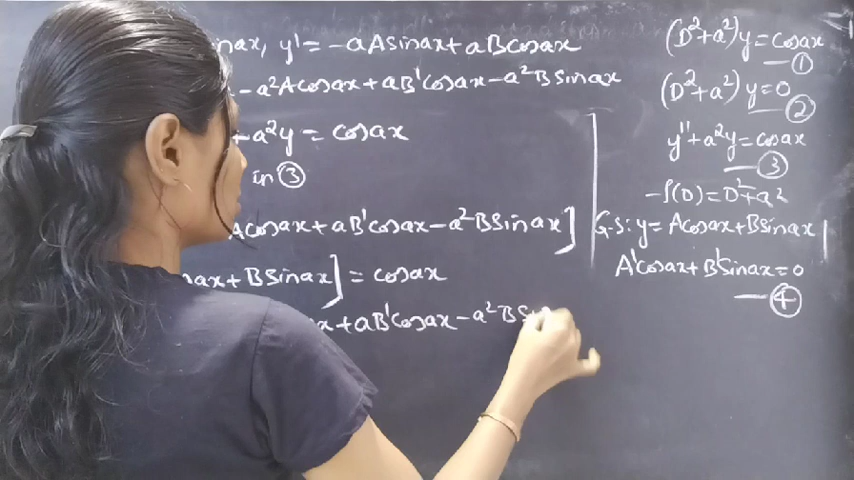 sinax, y' = -aAsinax + aBcosax
- a²Acosax + aB'cosax - a²Bsinax
+ a²y = cosax
in ③
Acosax + aB'cosax - a²Bsinax]
ax + Bsinax] = cosax
x + aB'cosax - a²BS
(D²+a²)y = cosax
— ①
(D²+a²)y = 0
— ②
y''+a²y = cosax
— ③
f(D) = D²+a²
G.S: y = Acosax + Bsinax
A'cosax + B'sinax = 0
— ④